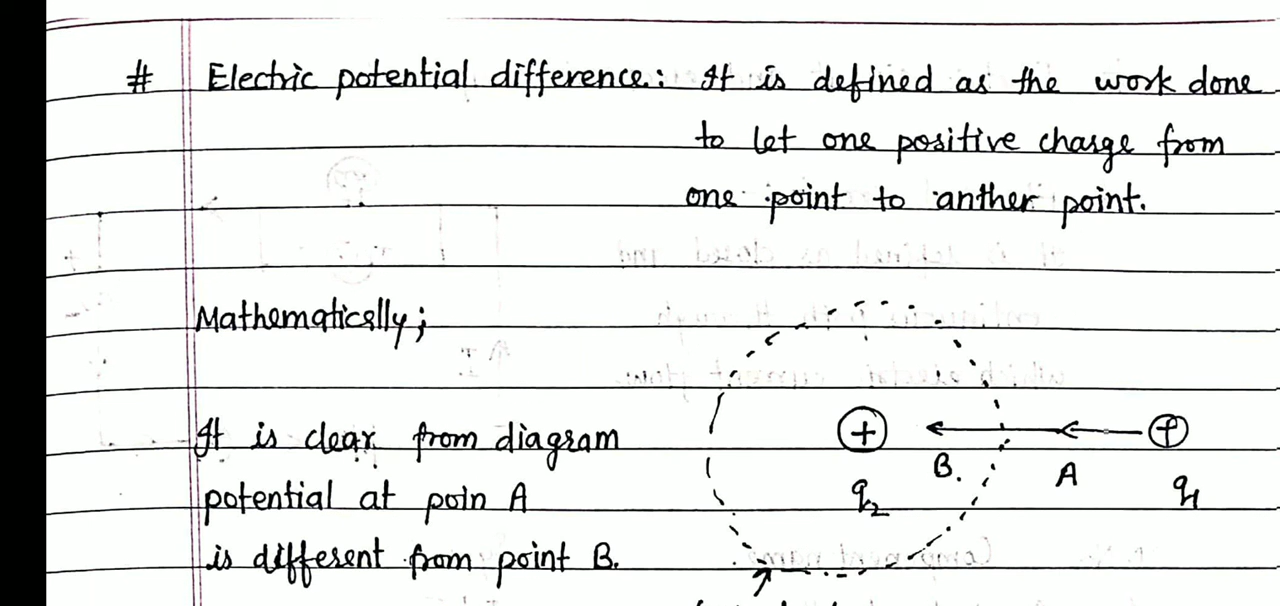 # Electric potential difference: It is defined as the work done
to let one positive charge from
one point to anther point.
Mathematically;
It is clear from diagram
potential at poin A
is different from point B.
+
+
B.
A
q2
q1